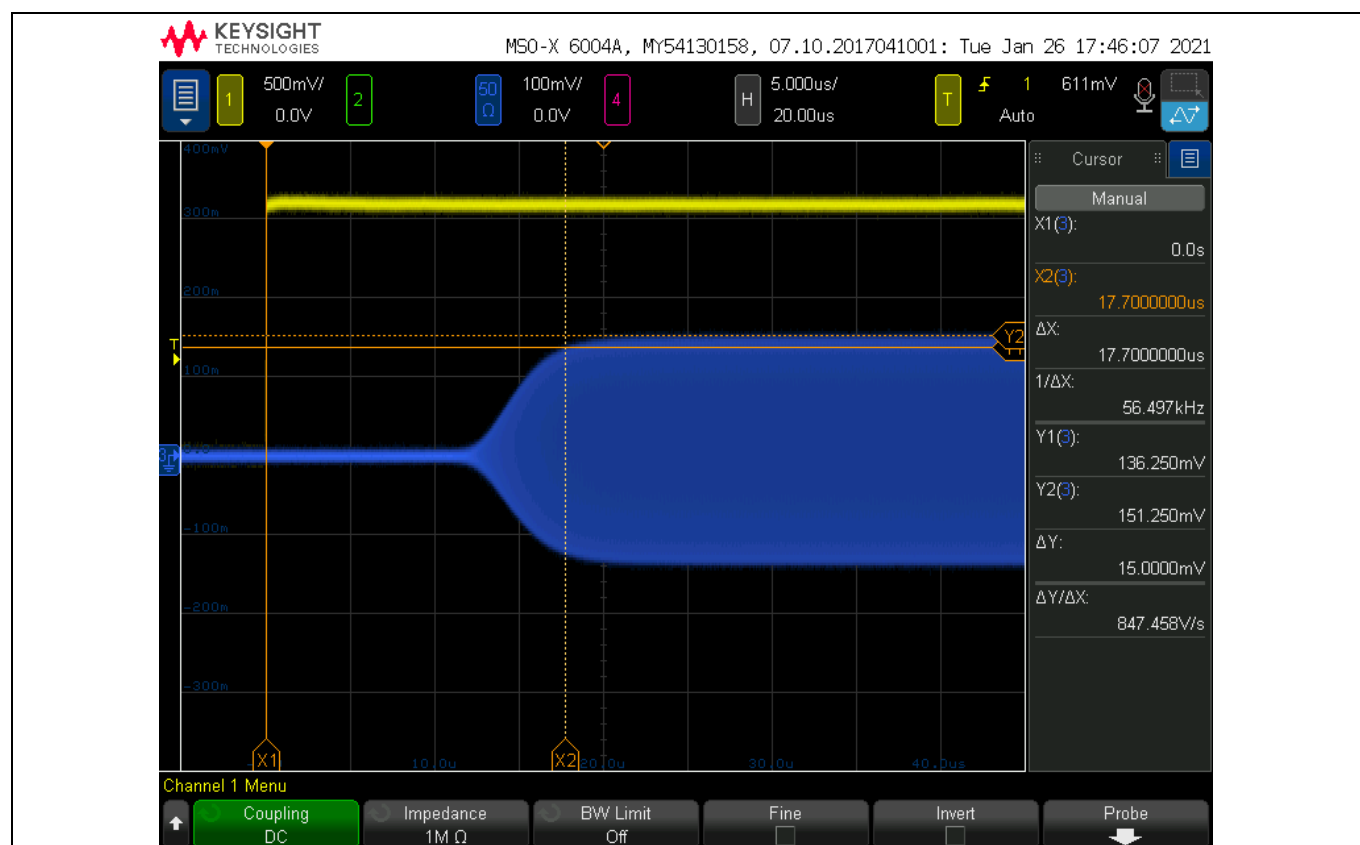 KEYSIGHT
TECHNOLOGIES
MSO-X 6004A, MY54130158, 07.10.2017041001: Tue Jan 26 17:46:07 2021
1 500mV/ 2 50 100mV/ 4 H 5.000us/ T 1 611mV
0.0V Ω 0.0V 20.00us Auto
400mV
300m
200m
T
100m
3
-100m
-200m
-300m
Y2
X1 10.0u X2 20.0u 30.0u 40.0us
Cursor
Manual
X1(3):
0.0s
X2(3):
17.7000000us
ΔX:
17.7000000us
1/ΔX:
56.497kHz
Y1(3):
136.250mV
Y2(3):
151.250mV
ΔY:
15.0000mV
ΔY/ΔX:
847.458V/s
Channel 1 Menu
Coupling Impedance BW Limit Fine Invert Probe
DC 1M Ω Off